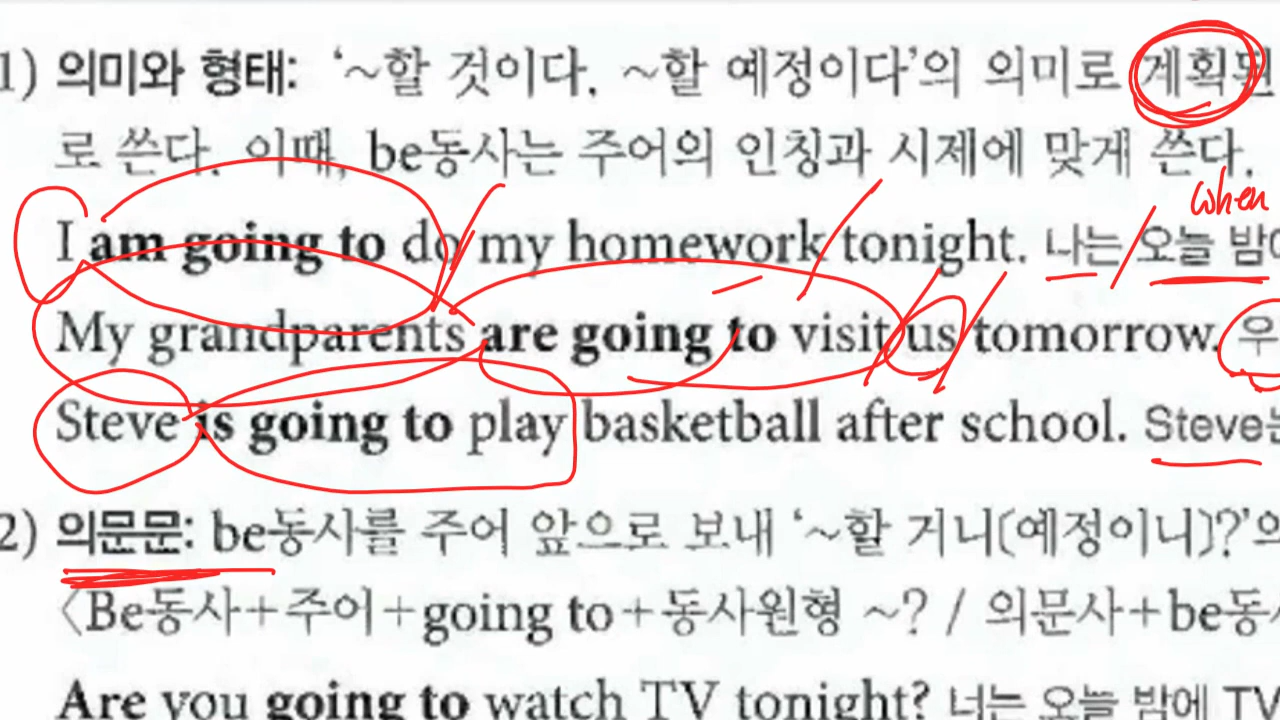 1) 의미와 형태: ‘~할 것이다, ~할 예정이다’의 의미로 계획된
로 쓴다. 이때, be동사는 주어의 인칭과 시제에 맞게 쓴다.
when
I am going to do my homework tonight. 나는 오늘 밤에
My grandparents are going to visit us tomorrow. 우
Steve is going to play basketball after school. Steve는
2) 의문문: be동사를 주어 앞으로 보내 ‘~할 거니(예정이니)?’의
〈Be동사+주어+going to+동사원형 ~? / 의문사+be동
Are you going to watch TV tonight? 너는 오늘 밤에 TV